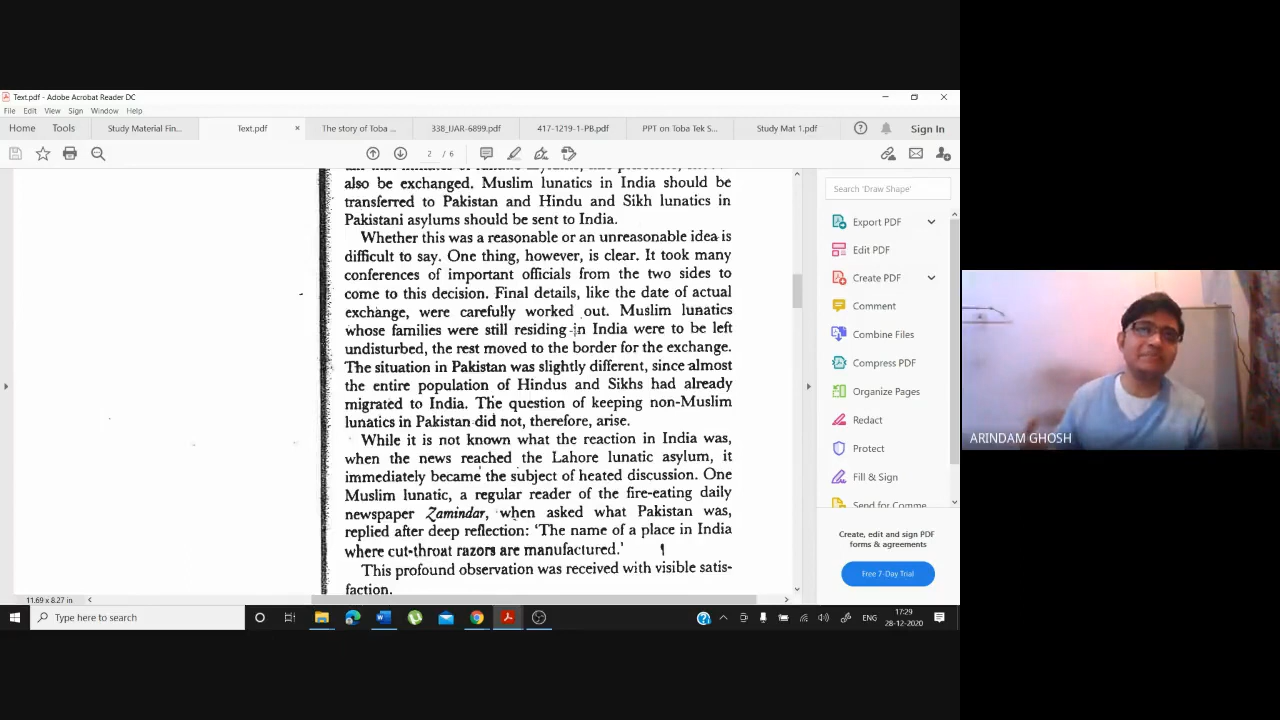 Text.pdf - Adobe Acrobat Reader DC
File Edit View Sign Window Help
Home Tools Study Material Fin... Text.pdf × The story of Toba ... 338_IJAR-6899.pdf 417-1219-1-PB.pdf PPT on Toba Tek S... Study Mat 1.pdf Sign In
2 / 6
also be exchanged. Muslim lunatics in India should be
transferred to Pakistan and Hindu and Sikh lunatics in
Pakistani asylums should be sent to India.
Whether this was a reasonable or an unreasonable idea is
difficult to say. One thing, however, is clear. It took many
conferences of important officials from the two sides to
come to this decision. Final details, like the date of actual
exchange, were carefully worked out. Muslim lunatics
whose families were still residing in India were to be left
undisturbed, the rest moved to the border for the exchange.
The situation in Pakistan was slightly different, since almost
the entire population of Hindus and Sikhs had already
migrated to India. The question of keeping non-Muslim
lunatics in Pakistan did not, therefore, arise.
While it is not known what the reaction in India was,
when the news reached the Lahore lunatic asylum, it
immediately became the subject of heated discussion. One
Muslim lunatic, a regular reader of the fire-eating daily
newspaper Zamindar, when asked what Pakistan was,
replied after deep reflection: 'The name of a place in India
where cut-throat razors are manufactured.'
This profound observation was received with visible satis-
faction.
11.69 x 8.27 in
Search 'Draw Shape'
Export PDF
Edit PDF
Create PDF
Comment
Combine Files
Compress PDF
Organize Pages
Redact
Protect
Fill & Sign
Send for Comme
Create, edit and sign PDF
forms & agreements
Free 7-Day Trial
ARINDAM GHOSH
Type here to search
ENG
17:29
28-12-2020